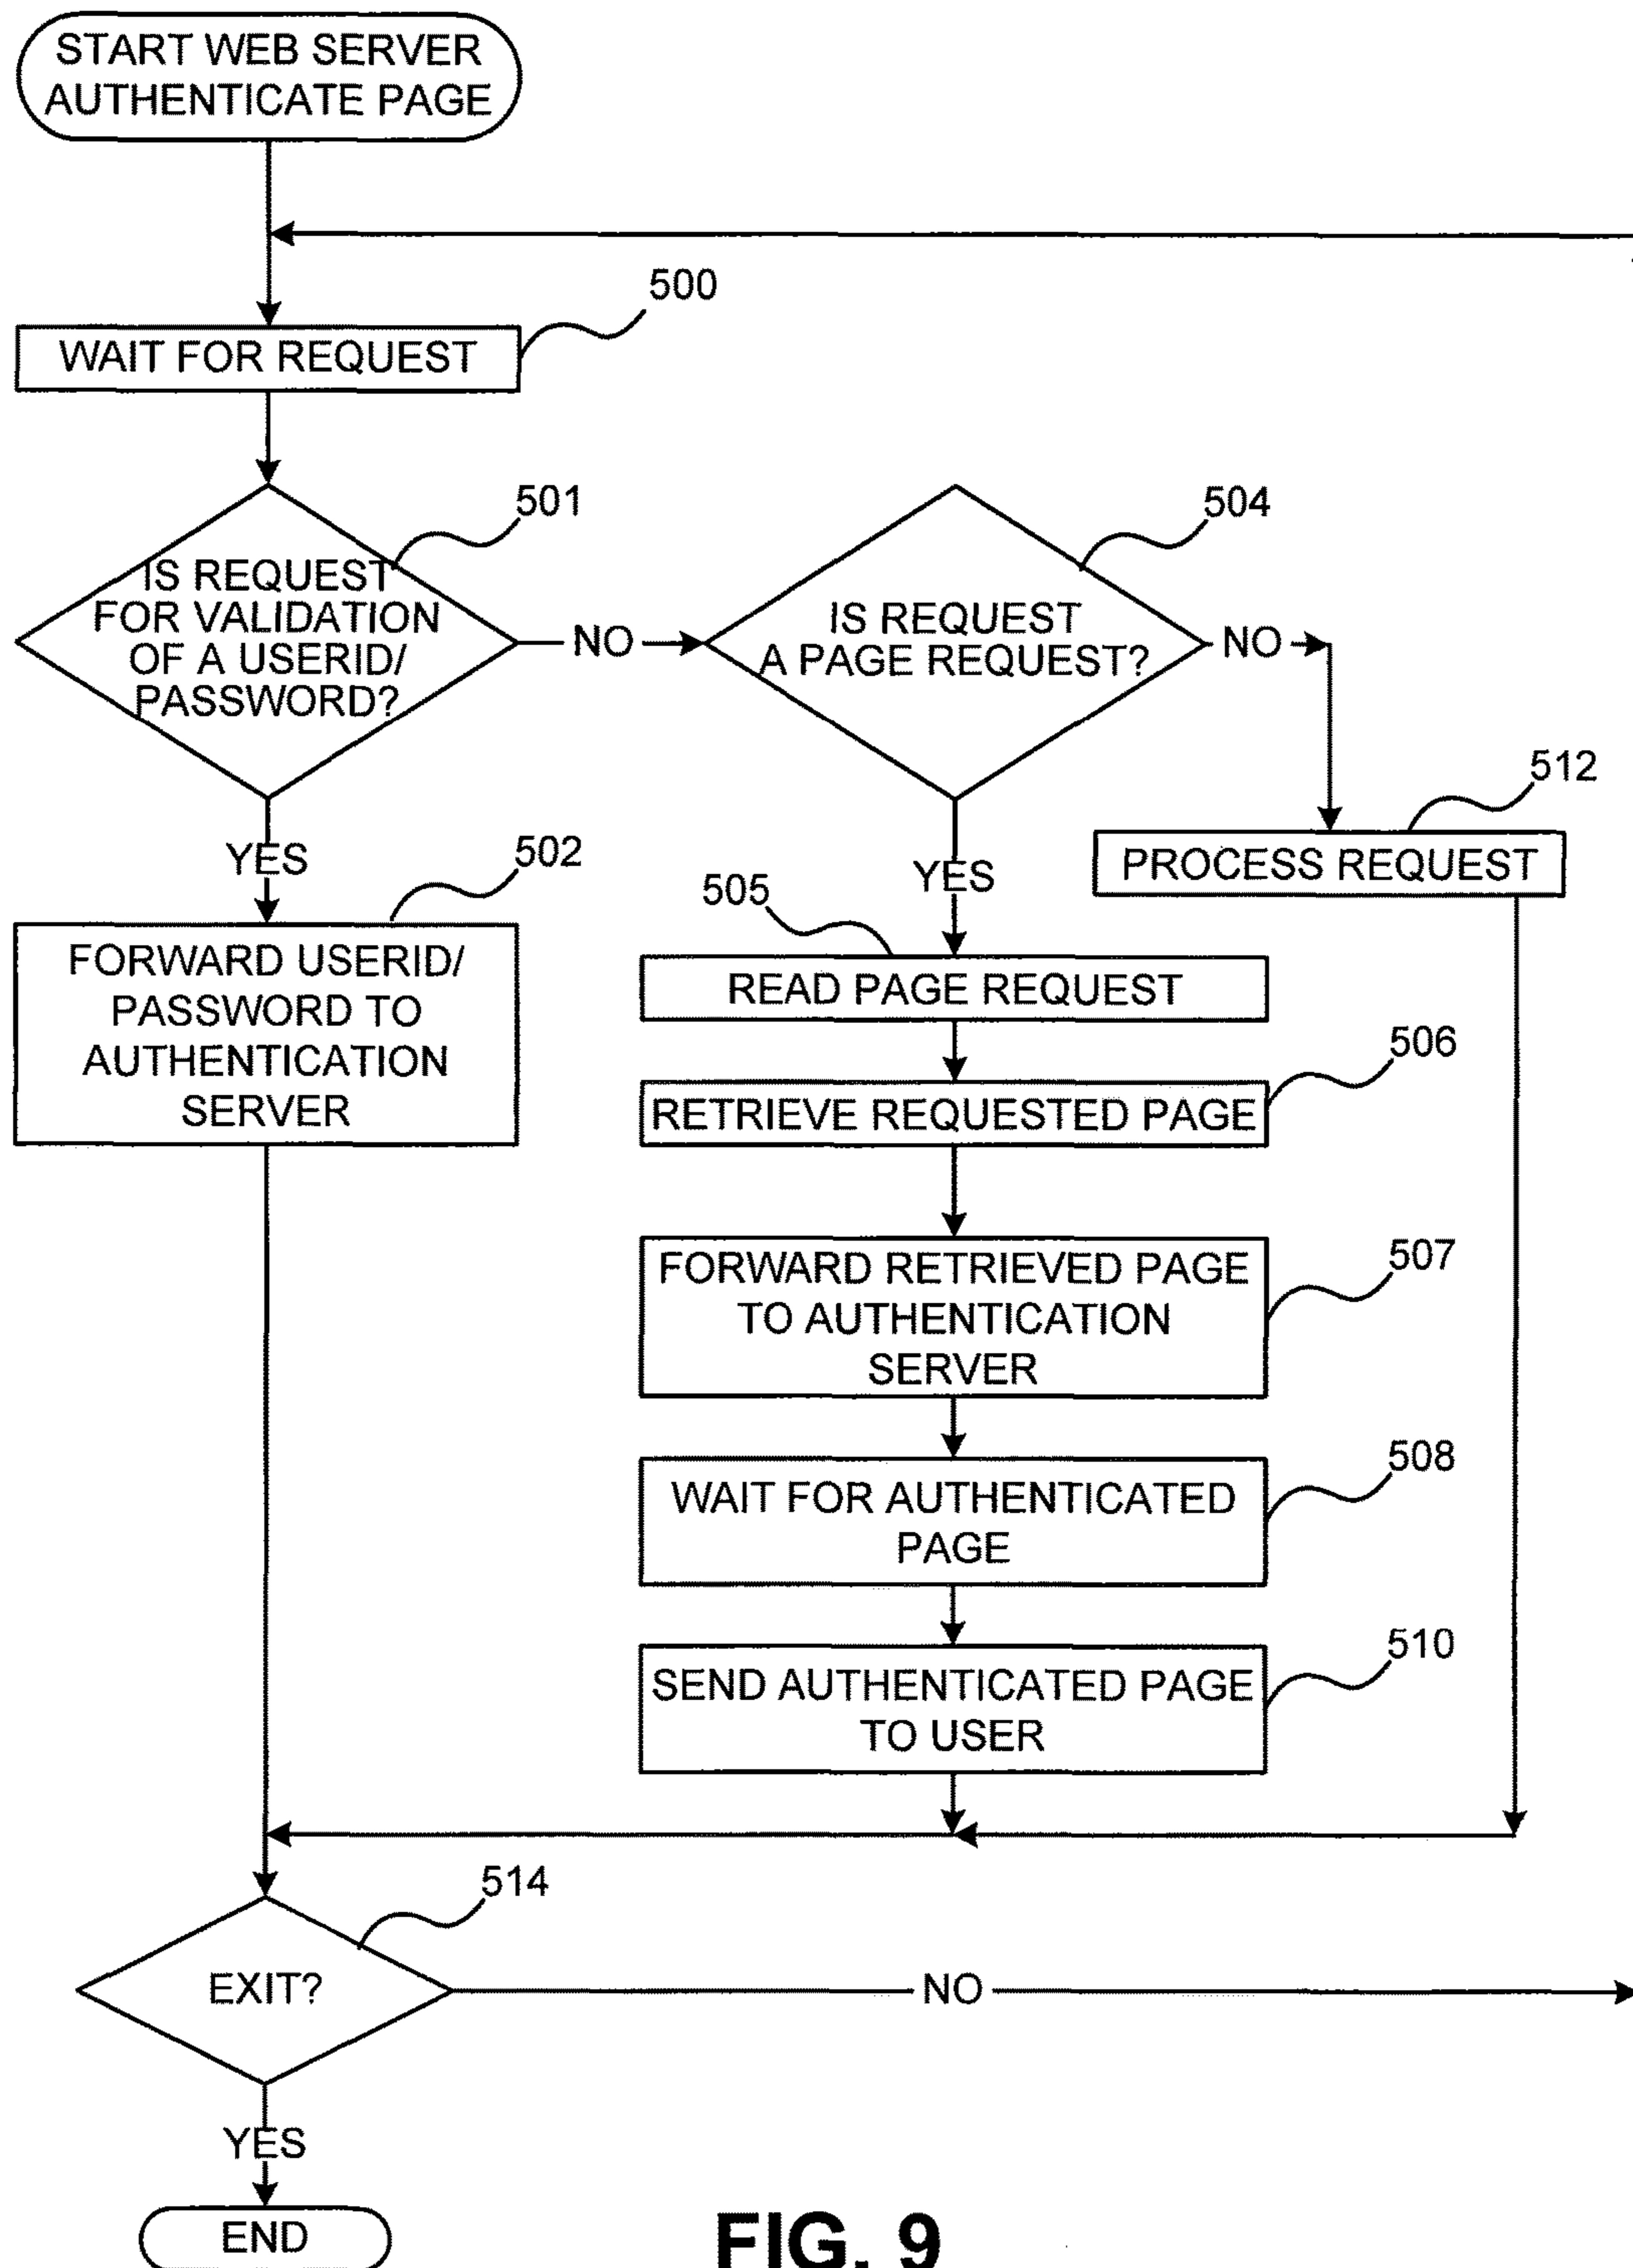 START WEB SERVER
AUTHENTICATE PAGE
500
WAIT FOR REQUEST
501
IS REQUEST
FOR VALIDATION
OF A USERID/
PASSWORD?
NO
504
IS REQUEST
A PAGE REQUEST?
NO
512
PROCESS REQUEST
YES
502
FORWARD USERID/
PASSWORD TO
AUTHENTICATION
SERVER
YES
505
READ PAGE REQUEST
506
RETRIEVE REQUESTED PAGE
507
FORWARD RETRIEVED PAGE
TO AUTHENTICATION
SERVER
508
WAIT FOR AUTHENTICATED
PAGE
510
SEND AUTHENTICATED PAGE
TO USER
514
EXIT?
NO
YES
END
FIG. 9